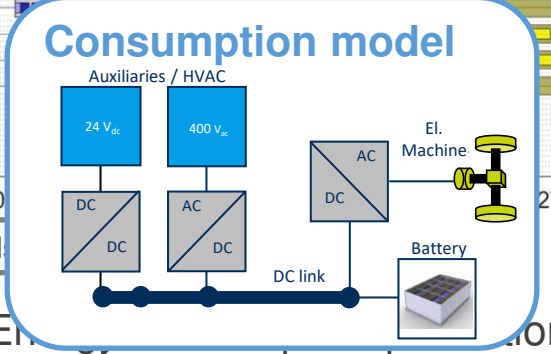 Consumption model
Auxiliaries / HVAC
24 Vdc
400 Vac
El.
Machine
AC
DC
DC
DC
AC
DC
Battery
DC link